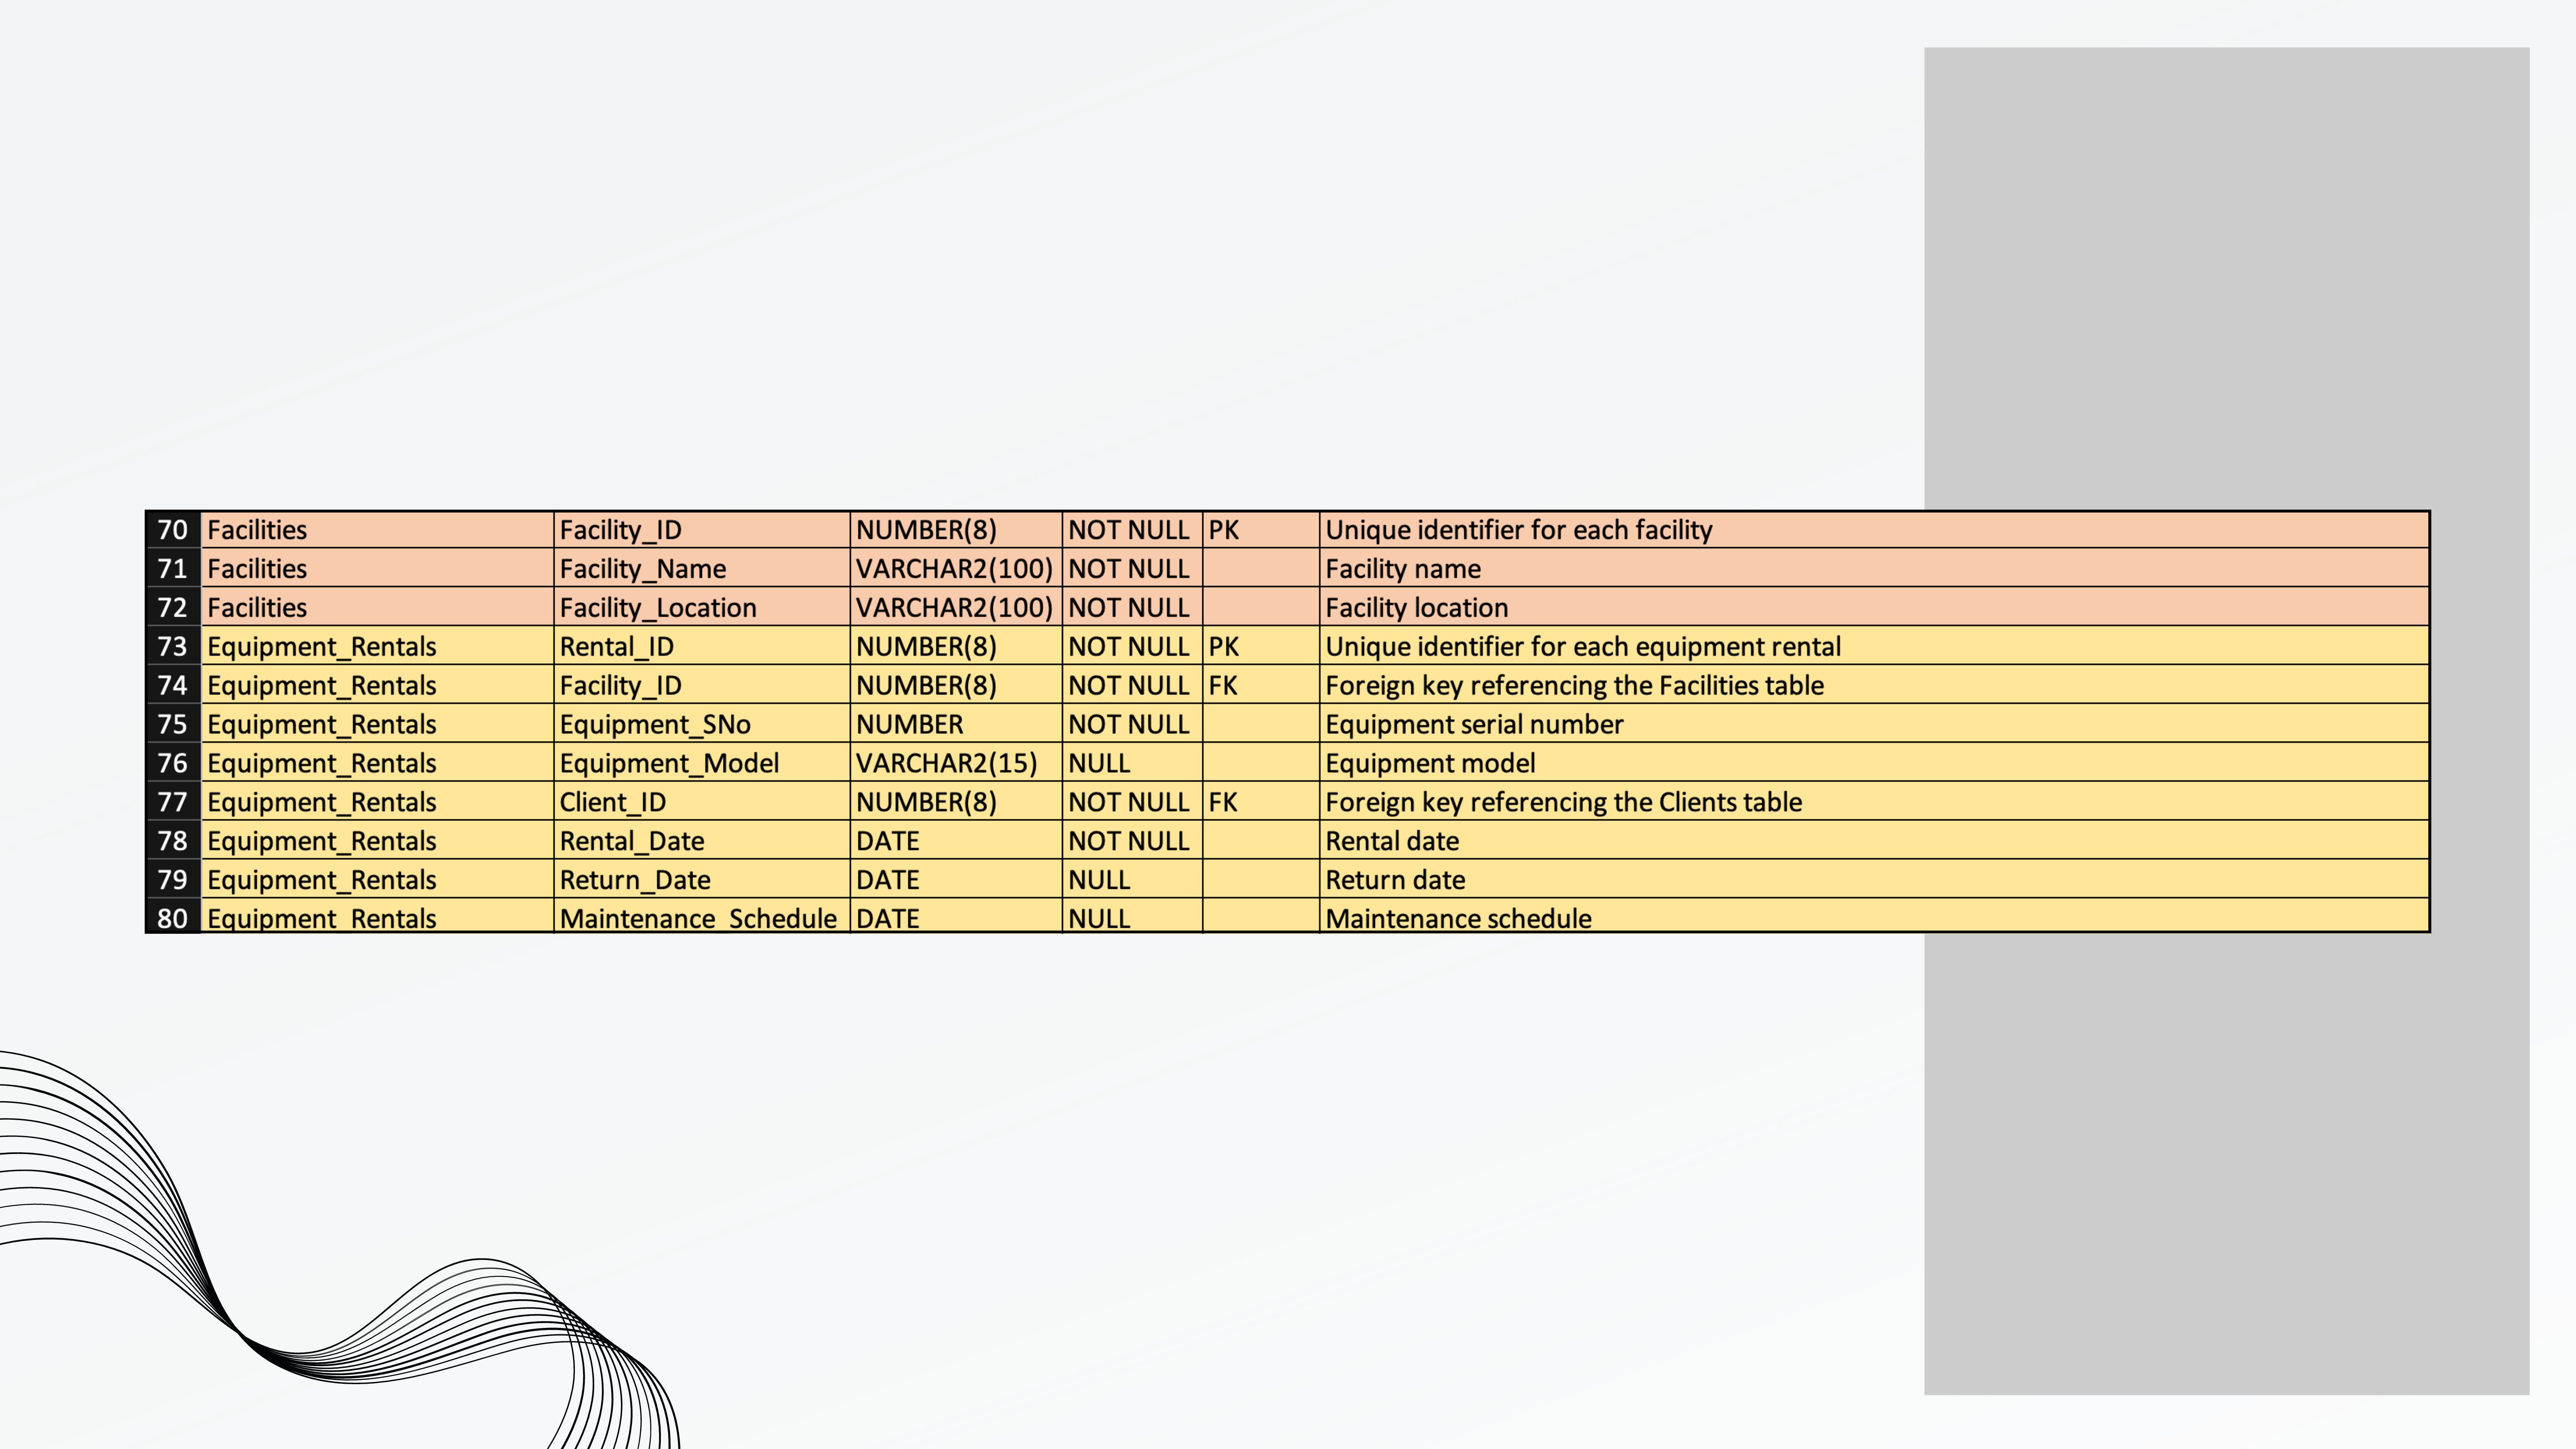 70 Facilities Facility_ID NUMBER(8) NOT NULL PK Unique identifier for each facility
71 Facilities Facility_Name VARCHAR2(100) NOT NULL Facility name
72 Facilities Facility_Location VARCHAR2(100) NOT NULL Facility location
73 Equipment_Rentals Rental_ID NUMBER(8) NOT NULL PK Unique identifier for each equipment rental
74 Equipment_Rentals Facility_ID NUMBER(8) NOT NULL FK Foreign key referencing the Facilities table
75 Equipment_Rentals Equipment_SNo NUMBER NOT NULL Equipment serial number
76 Equipment_Rentals Equipment_Model VARCHAR2(15) NULL Equipment model
77 Equipment_Rentals Client_ID NUMBER(8) NOT NULL FK Foreign key referencing the Clients table
78 Equipment_Rentals Rental_Date DATE NOT NULL Rental date
79 Equipment_Rentals Return_Date DATE NULL Return date
80 Equipment_Rentals Maintenance_Schedule DATE NULL Maintenance schedule